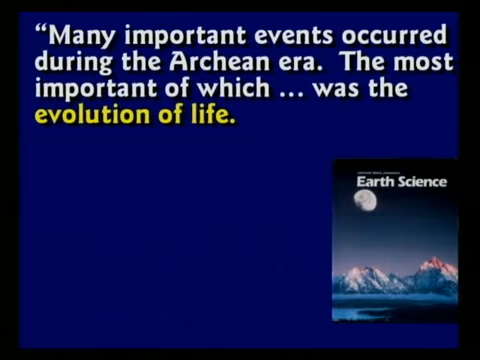 “Many important events occurred
during the Archean era.  The most
important of which ... was the
evolution of life.
Earth Science